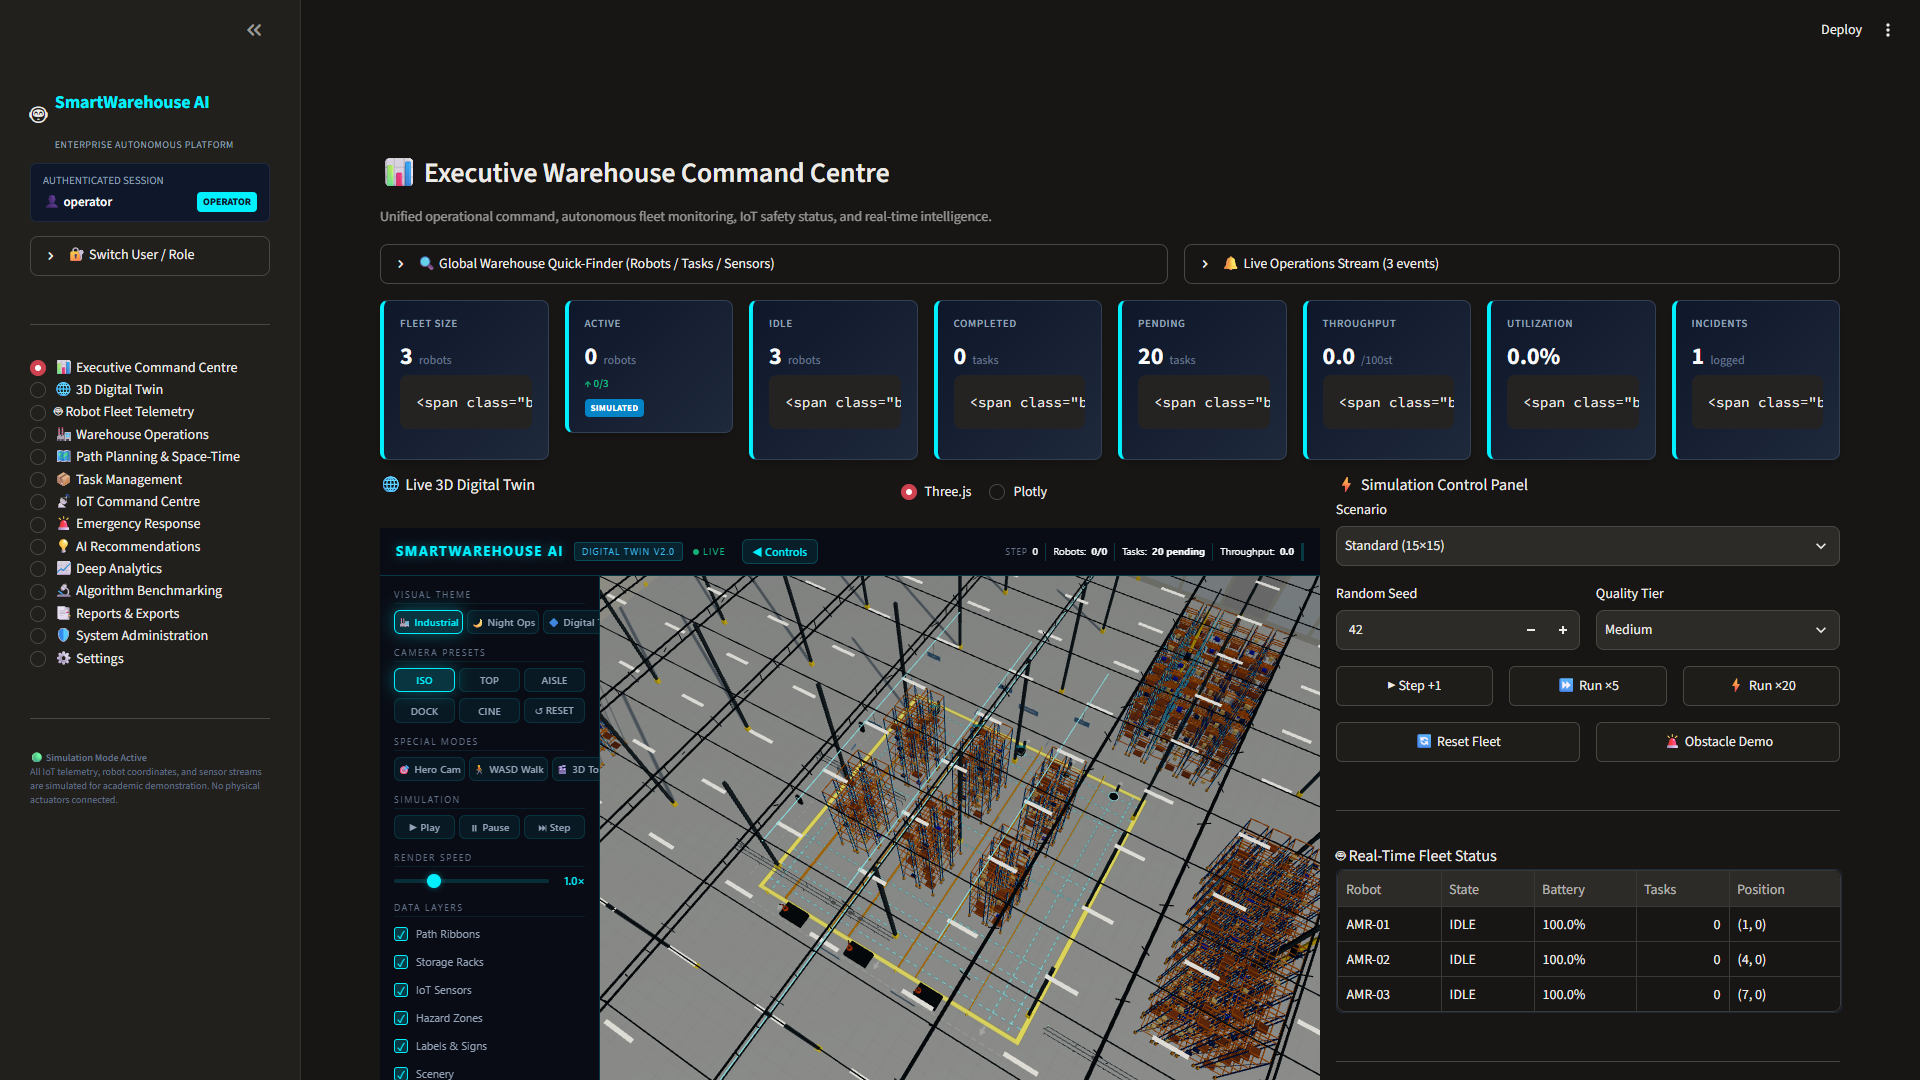 Deploy
SmartWarehouse AI
ENTERPRISE AUTONOMOUS PLATFORM
AUTHENTICATED SESSION
operator
OPERATOR
Switch User / Role
Executive Command Centre
3D Digital Twin
Robot Fleet Telemetry
Warehouse Operations
Path Planning & Space-Time
Task Management
IoT Command Centre
Emergency Response
AI Recommendations
Deep Analytics
Algorithm Benchmarking
Reports & Exports
System Administration
Settings
Simulation Mode Active
All IoT telemetry, robot coordinates, and sensor streams
are simulated for academic demonstration. No physical
actuators connected.
Executive Warehouse Command Centre
Unified operational command, autonomous fleet monitoring, IoT safety status, and real-time intelligence.
Global Warehouse Quick-Finder (Robots / Tasks / Sensors)
Live Operations Stream (3 events)
FLEET SIZE
3 robots
<span class="b
ACTIVE
0 robots
↑ 0/3
SIMULATED
IDLE
3 robots
<span class="b
COMPLETED
0 tasks
<span class="b
PENDING
20 tasks
<span class="b
THROUGHPUT
0.0 /100st
<span class="b
UTILIZATION
0.0%
<span class="b
INCIDENTS
1 logged
<span class="b
Live 3D Digital Twin
Three.js
Plotly
SMARTWAREHOUSE AI
DIGITAL TWIN V2.0
LIVE
◀ Controls
STEP 0
Robots: 0/0
Tasks: 20 pending
Throughput: 0.0
VISUAL THEME
Industrial
Night Ops
Digital
CAMERA PRESETS
ISO
TOP
AISLE
DOCK
CINE
↺ RESET
SPECIAL MODES
Hero Cam
WASD Walk
3D To
SIMULATION
▶ Play
⏸ Pause
⏭ Step
RENDER SPEED
1.0×
DATA LAYERS
Path Ribbons
Storage Racks
IoT Sensors
Hazard Zones
Labels & Signs
Scenery
Simulation Control Panel
Scenario
Standard (15×15)
Random Seed
42
Quality Tier
Medium
▶ Step +1
Run ×5
Run ×20
Reset Fleet
Obstacle Demo
Real-Time Fleet Status
Robot State Battery Tasks Position
AMR-01 IDLE 100.0% 0 (1, 0)
AMR-02 IDLE 100.0% 0 (4, 0)
AMR-03 IDLE 100.0% 0 (7, 0)